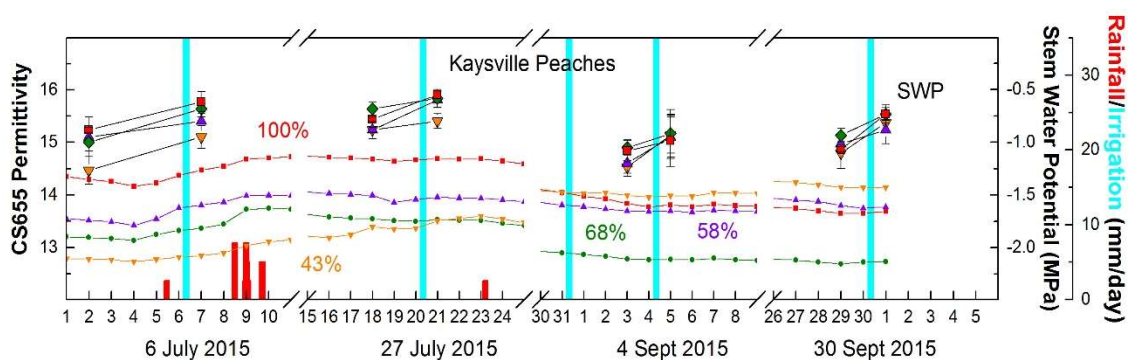 Kaysville Peaches
SWP
CS655 Permittivity
16
15
14
13
100%
68%
58%
43%
-0.5
-1.0
-1.5
-2.0
Stem Water Potential (MPa)
35
30
25
20
15
10
5
0
Rainfall/Irrigation (mm/day)
1 2 3 4 5 6 7 8 9 10 15 16 17 18 19 20 21 22 23 24 30 31 1 2 3 4 5 6 7 8 26 27 28 29 30 1 2 3 4 5
6 July 2015 27 July 2015 4 Sept 2015 30 Sept 2015